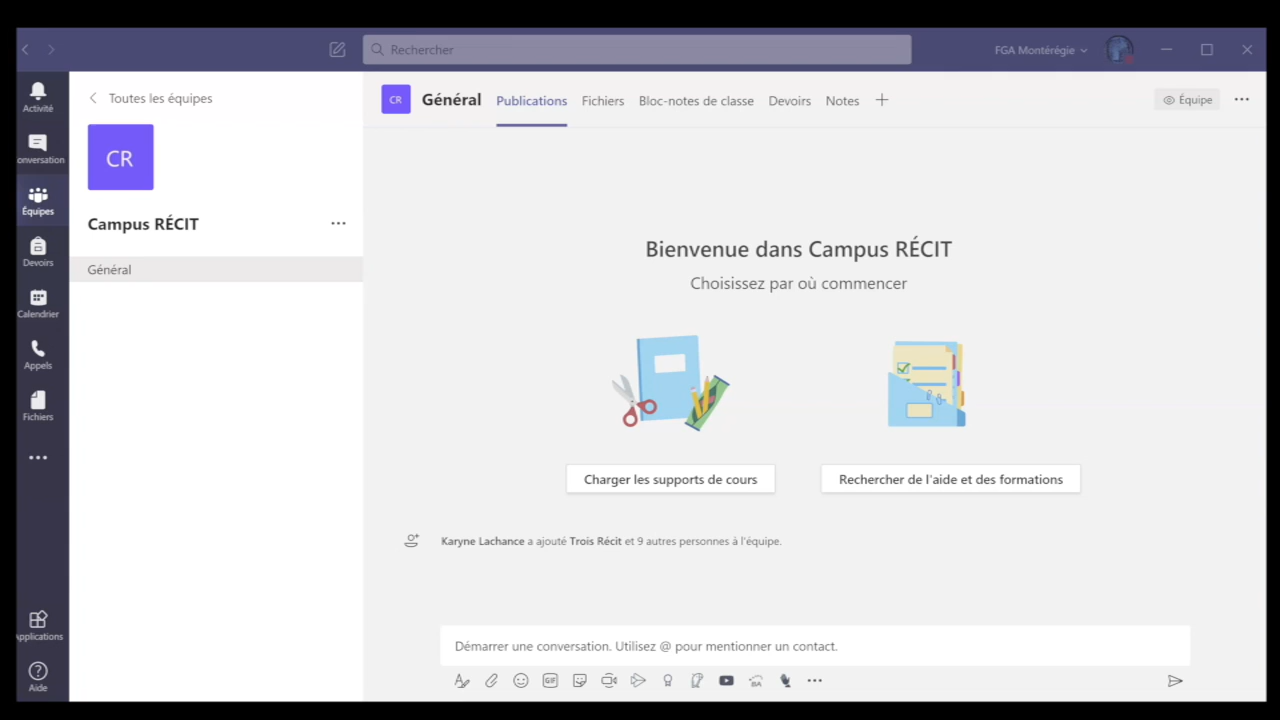 Rechercher
FGA Montérégie
Activité
onversation
Équipes
Devoirs
Calendrier
Appels
Fichiers
pplications
Aide
Toutes les équipes
CR
Campus RÉCIT
Général
CR
Général
Publications
Fichiers
Bloc-notes de classe
Devoirs
Notes
Équipe
Bienvenue dans Campus RÉCIT
Choisissez par où commencer
Charger les supports de cours
Rechercher de l'aide et des formations
Karyne Lachance a ajouté Trois Récit et 9 autres personnes à l'équipe.
Démarrer une conversation. Utilisez @ pour mentionner un contact.
GIF
BA